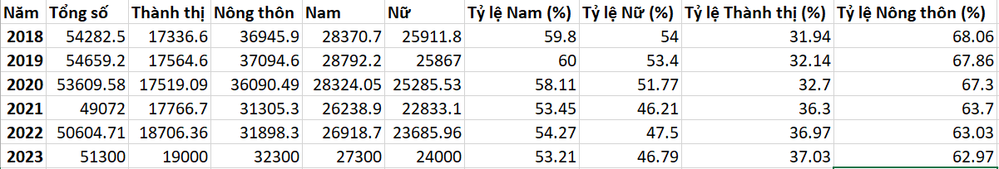 Năm Tổng số Thành thị Nông thôn Nam Nữ Tỷ lệ Nam (%) Tỷ lệ Nữ (%) Tỷ lệ Thành thị (%) Tỷ lệ Nông thôn (%)
2018 54282.5 17336.6 36945.9 28370.7 25911.8 59.8 54 31.94 68.06
2019 54659.2 17564.6 37094.6 28792.2 25867 60 53.4 32.14 67.86
2020 53609.58 17519.09 36090.49 28324.05 25285.53 58.11 51.77 32.7 67.3
2021 49072 17766.7 31305.3 26238.9 22833.1 53.45 46.21 36.3 63.7
2022 50604.71 18706.36 31898.3 26918.7 23685.96 54.27 47.5 36.97 63.03
2023 51300 19000 32300 27300 24000 53.21 46.79 37.03 62.97